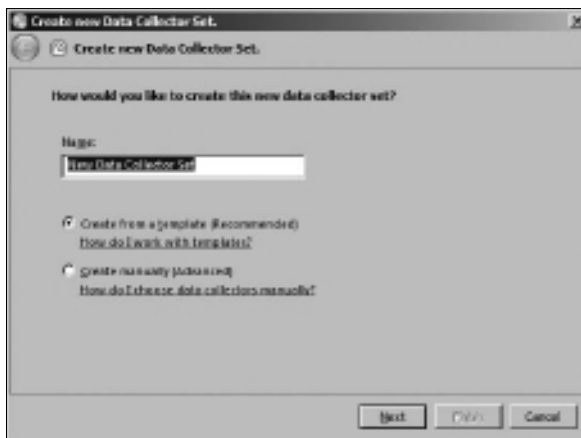 Create new Data Collector Set.
Create new Data Collector Set.
How would you like to create this new data collector set?
Name:
New Data Collector Set
Create from a template (Recommended)
How do I work with templates?
Create manually (Advanced)
How do I choose data collectors manually?
Next Finish Cancel